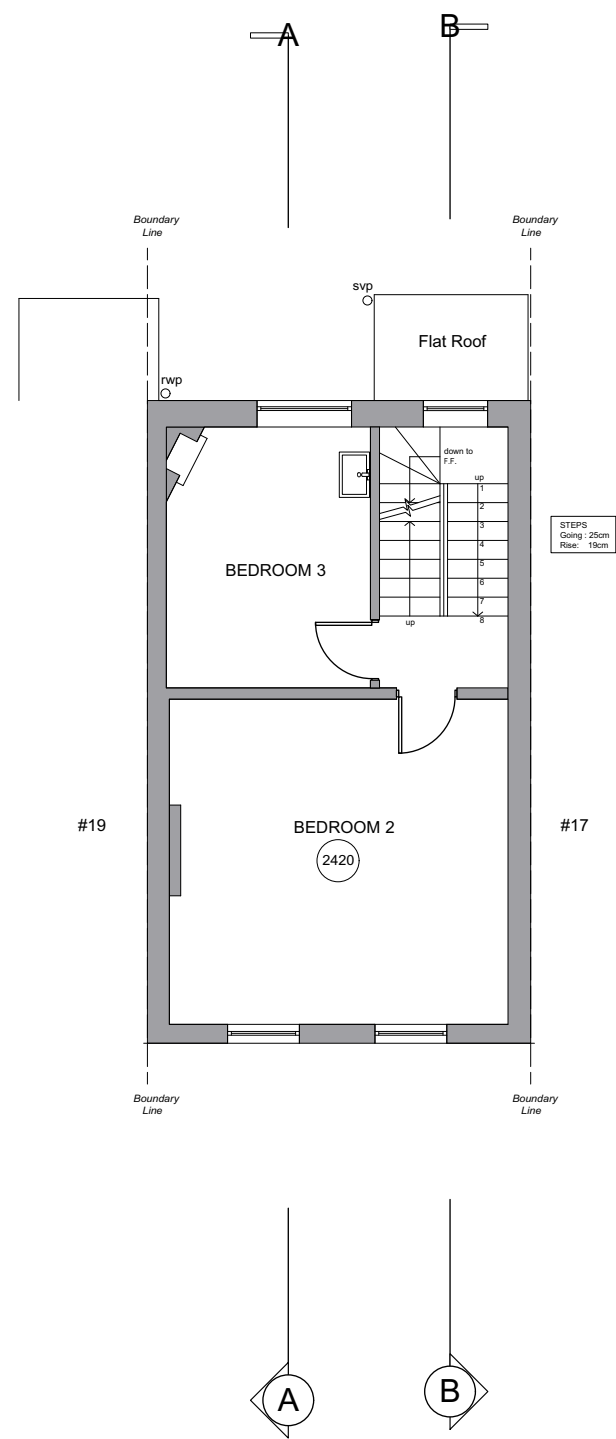 A
B
Boundary
Line
Boundary
Line
svp
Flat Roof
rwp
down to
F.F.
up
1
2
3
4
5
6
7
8
up
STEPS
Going : 25cm
Rise: 19cm
BEDROOM 3
#19
BEDROOM 2
2420
#17
Boundary
Line
Boundary
Line
A
B